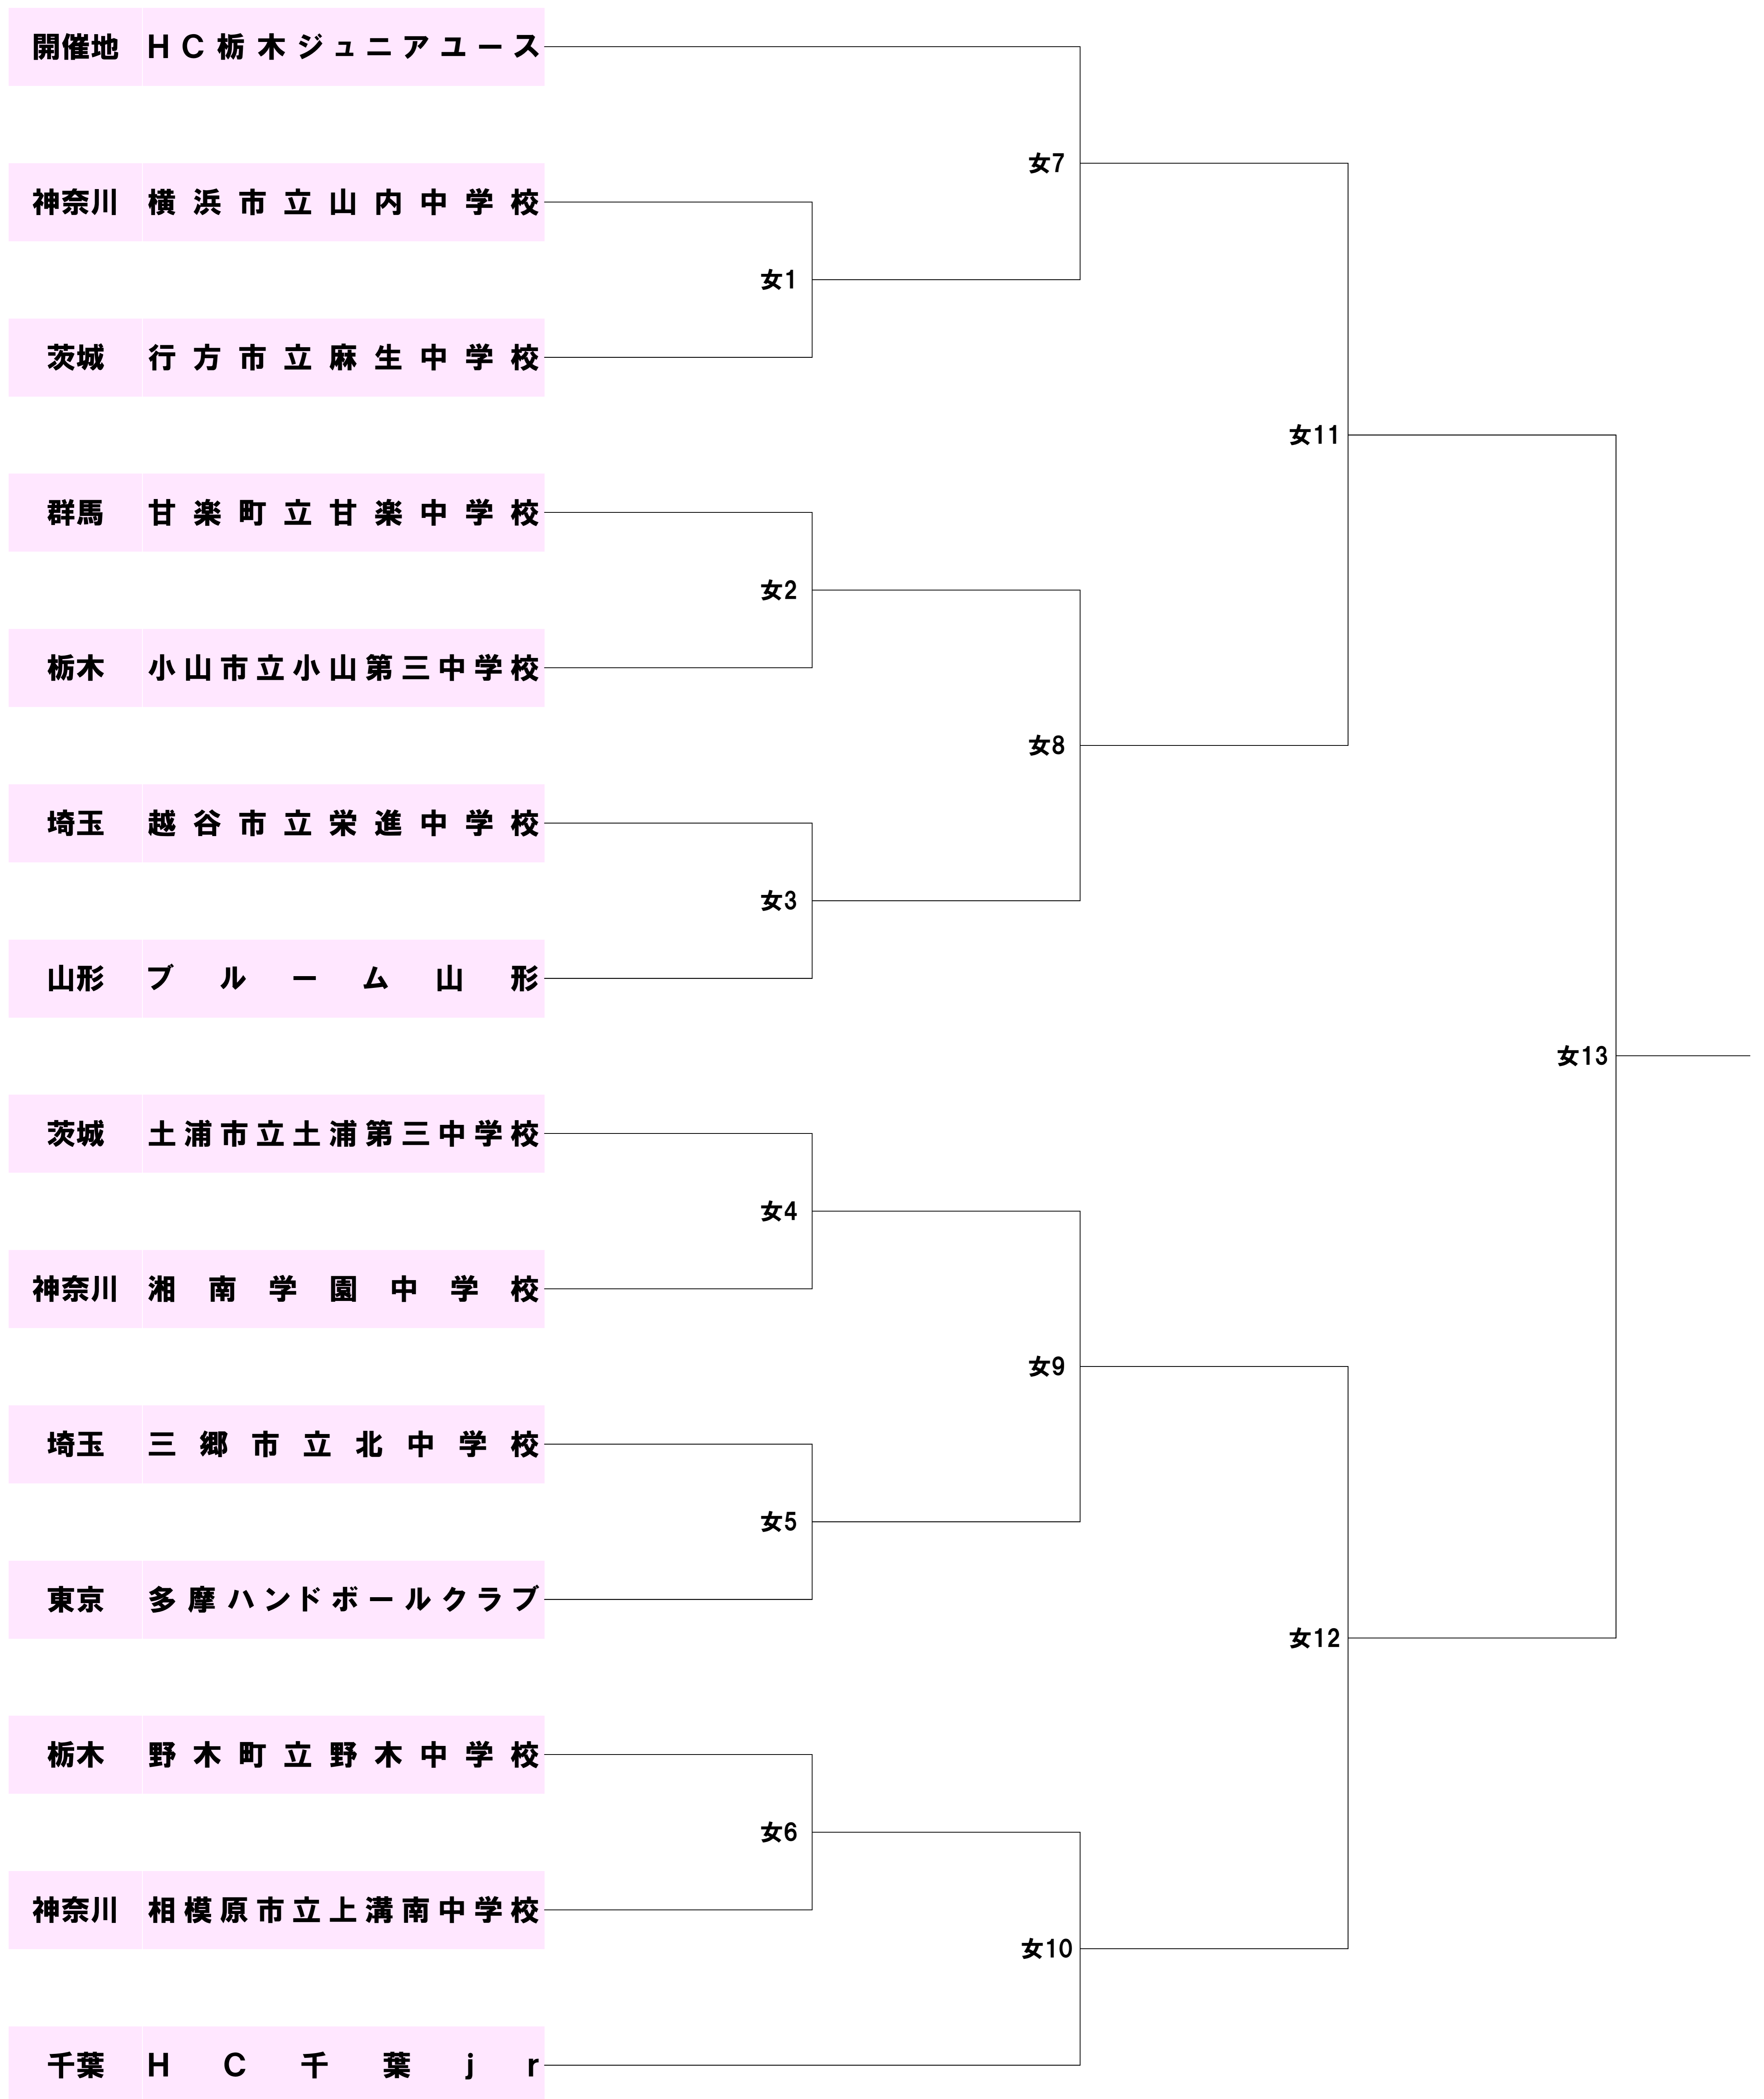 開催地 HC栃木ジュニアユース
女7
神奈川 横浜市立山内中学校
女1
茨城 行方市立麻生中学校
女11
群馬 甘楽町立甘楽中学校
女2
栃木 小山市立小山第三中学校
女8
埼玉 越谷市立栄進中学校
女3
山形 ブルーム山形
女13
茨城 土浦市立土浦第三中学校
女4
神奈川 湘南学園中学校
女9
埼玉 三郷市立北中学校
女5
東京 多摩ハンドボールクラブ
女12
栃木 野木町立野木中学校
女6
神奈川 相模原市立上溝南中学校
女10
千葉 HC千葉jr